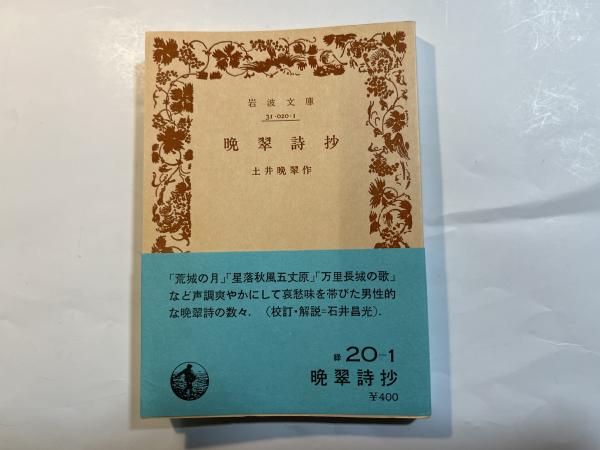 岩波文庫
31-020-1
晩翠詩抄
土井晩翠作
「荒城の月」「星落秋風五丈原」「万里長城の歌」
など声調爽やかにして哀愁味を帯びた男性的
な晩翠詩の数々．（校訂・解説＝石井昌光）．
緑 20-1
晩翠詩抄
￥400